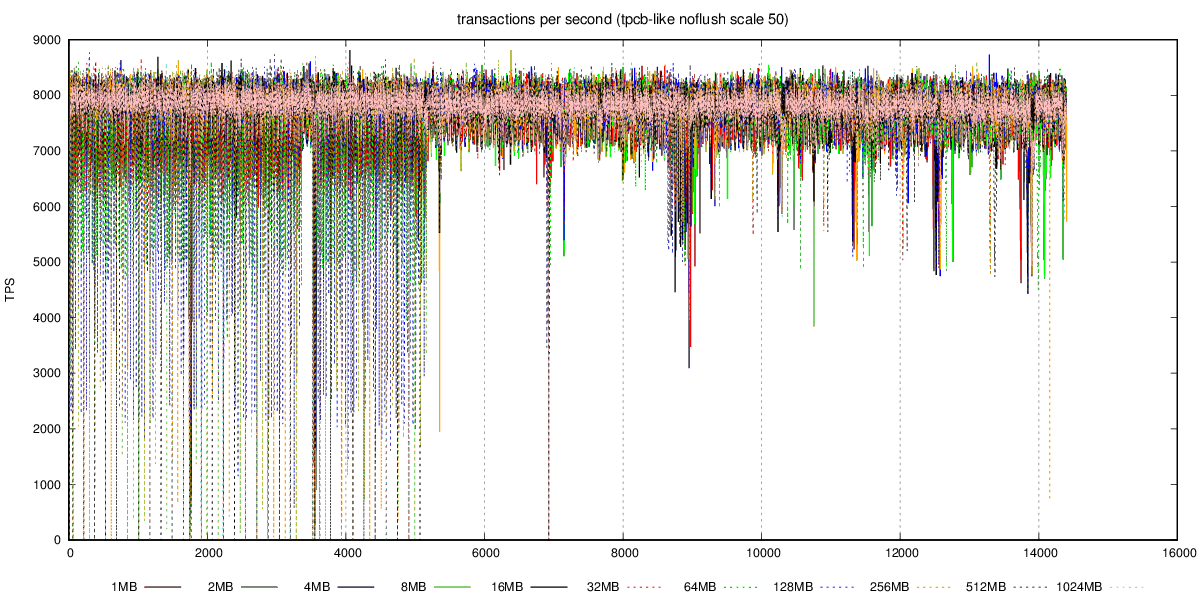 transactions per second (tpcb-like noflush scale 50)
9000
8000
7000
6000
5000
4000
3000
2000
1000
0
TPS
0 2000 4000 6000 8000 10000 12000 14000 16000
1MB 2MB 4MB 8MB 16MB 32MB 64MB 128MB 256MB 512MB 1024MB